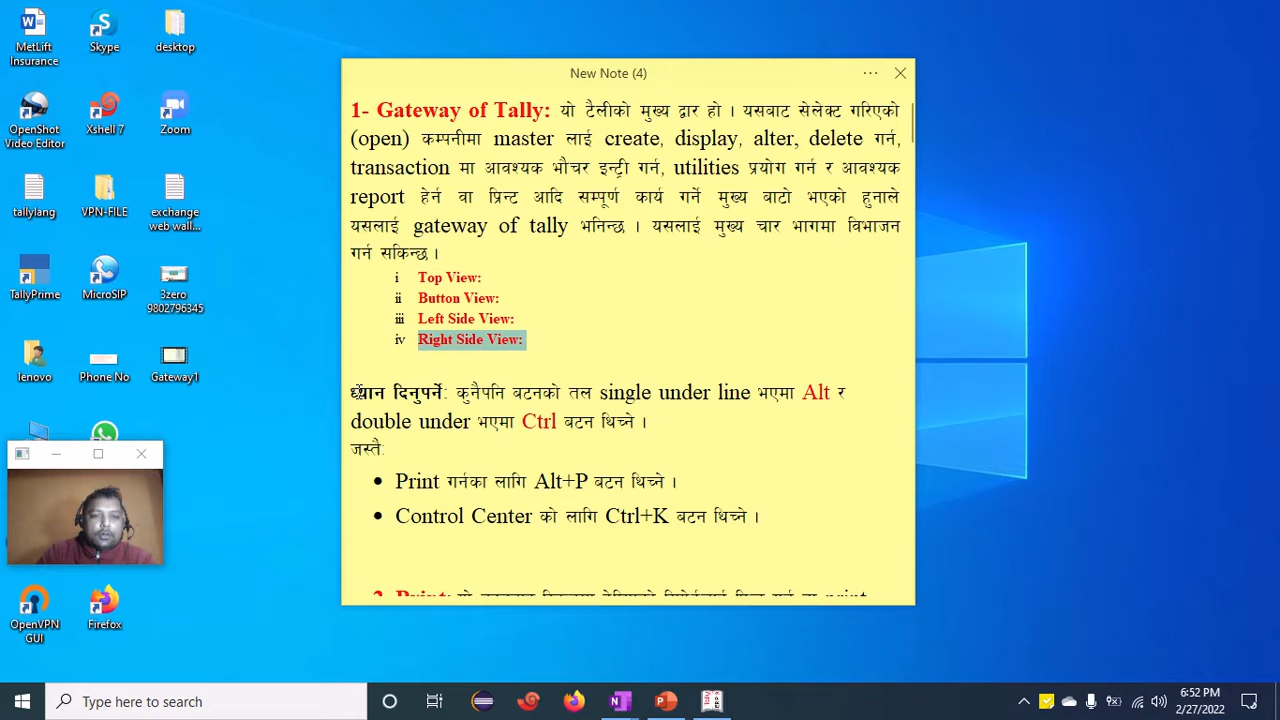 MetLift
Insurance
Skype
desktop
OpenShot
Video Editor
Xshell 7
Zoom
tallylang
VPN-FILE
exchange
web wall...
TallyPrime
MicroSIP
3zero
9802796345
lenovo
Phone No
Gateway1
OpenVPN
GUI
Firefox
New Note (4)
1- Gateway of Tally: यो टैलीको मुख्य द्वार हो । यसबाट सेलेक्ट गरिएको
(open) कम्पनीमा master लाई create, display, alter, delete गर्न,
transaction मा आवश्यक भौचर इन्ट्री गर्न, utilities प्रयोग गर्न र आवश्यक
report हेर्न वा प्रिन्ट आदि सम्पूर्ण कार्य गर्ने मुख्य बाटो भएको हुनाले
यसलाई gateway of tally भनिन्छ । यसलाई मुख्य चार भागमा विभाजन
गर्न सकिन्छ ।
i Top View:
ii Button View:
iii Left Side View:
iv Right Side View:
ध्यान दिनुपर्ने: कुनैपनि बटनको तल single under line भएमा Alt र
double under भएमा Ctrl बटन थिच्ने ।
जस्तै:
• Print गर्नका लागि Alt+P बटन थिच्ने ।
• Control Center को लागि Ctrl+K बटन थिच्ने ।
Type here to search
6:52 PM
2/27/2022